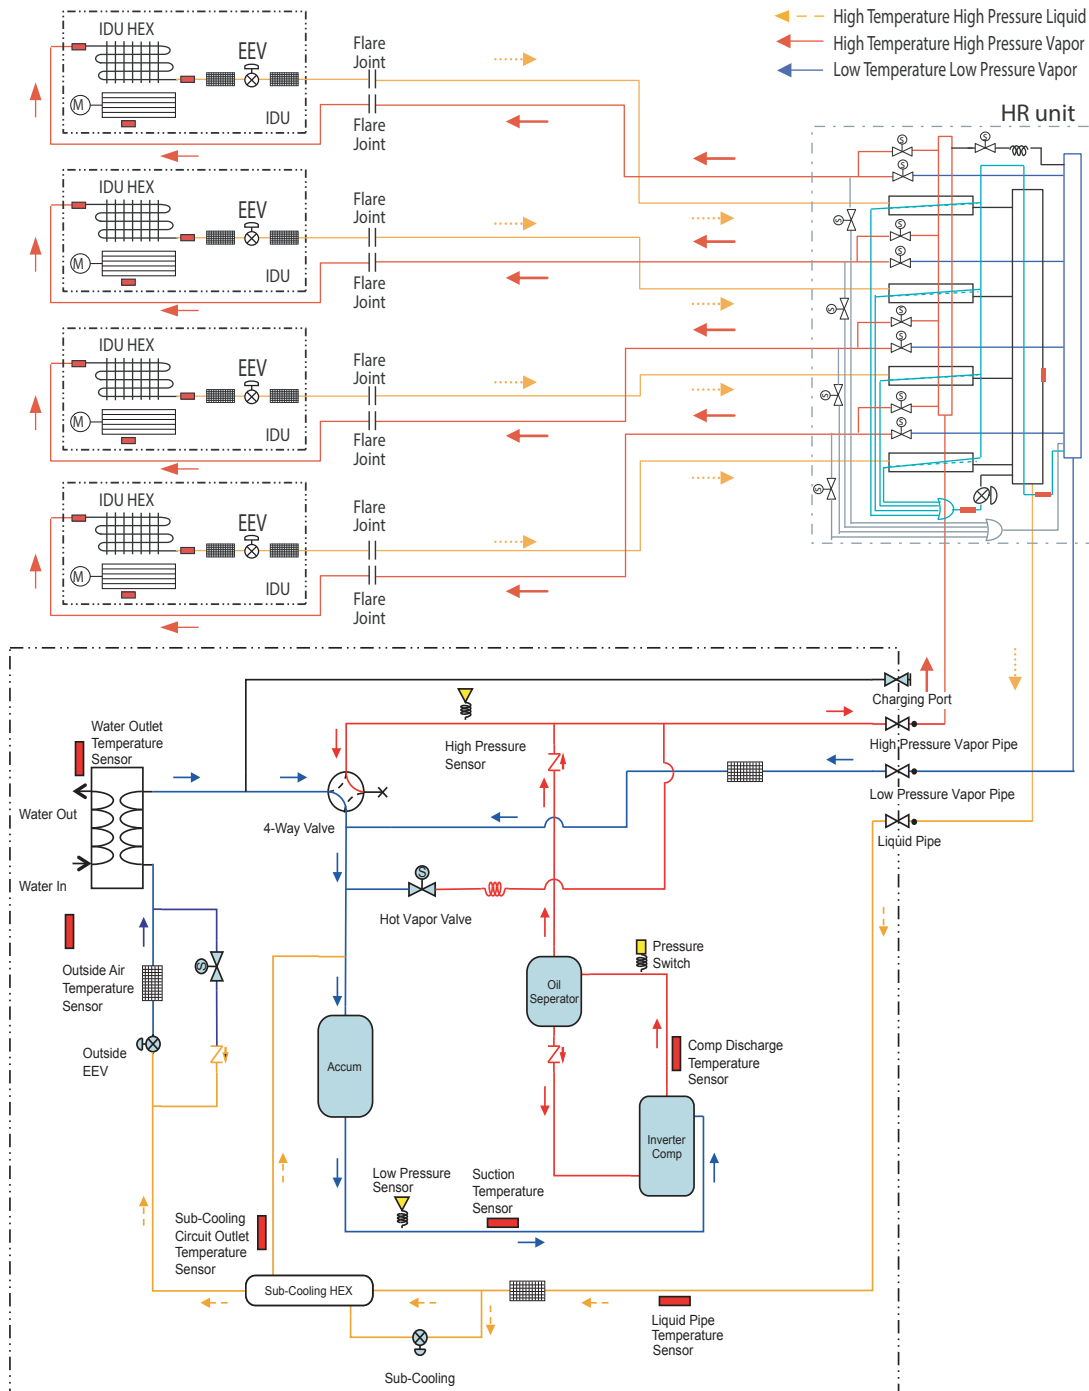 High Temperature High Pressure Liquid
High Temperature High Pressure Vapor
Low Temperature Low Pressure Vapor
HR unit
S
S
S
S
S
S
S
S
S
S
S
S
S
IDU HEX
EEV
M
IDU
Flare
Joint
Flare
Joint
IDU HEX
EEV
M
IDU
Flare
Joint
Flare
Joint
IDU HEX
EEV
M
IDU
Flare
Joint
Flare
Joint
IDU HEX
EEV
M
IDU
Flare
Joint
Flare
Joint
Charging Port
High Pressure Vapor Pipe
Low Pressure Vapor Pipe
Liquid Pipe
High Pressure
Sensor
Water Outlet
Temperature
Sensor
Water Out
Water In
4-Way Valve
S
Hot Vapor Valve
Outside Air
Temperature
Sensor
S
Outside
EEV
Accum
Oil
Seperator
Pressure
Switch
Comp Discharge
Temperature
Sensor
Inverter
Comp
Low Pressure
Sensor
Suction
Temperature
Sensor
Sub-Cooling
Circuit Outlet
Temperature
Sensor
Sub-Cooling HEX
Liquid Pipe
Temperature
Sensor
Sub-Cooling